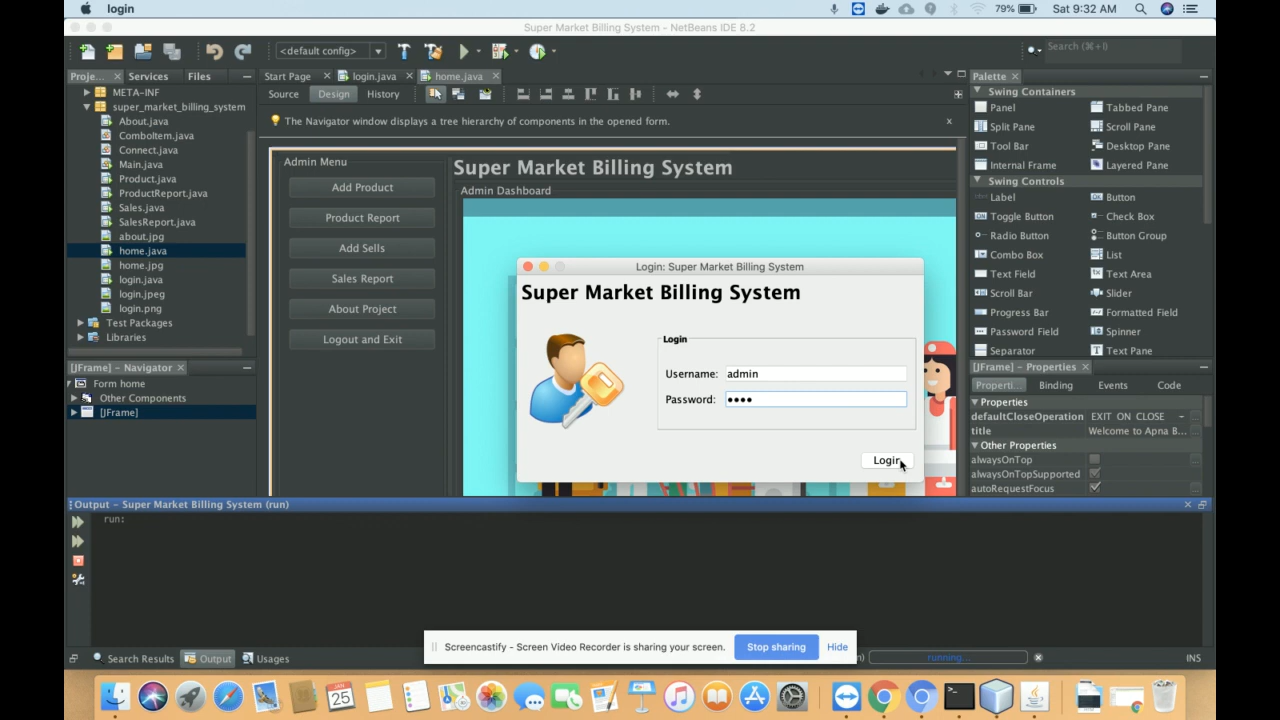 login
79%
Sat 9:32 AM
Super Market Billing System - NetBeans IDE 8.2
<default config>
Search (⌘+I)
Proje...
Services
Files
Start Page
login.java
home.java
Palette
META-INF
super_market_billing_system
About.java
ComboItem.java
Connect.java
Main.java
Product.java
ProductReport.java
Sales.java
SalesReport.java
about.jpg
home.java
home.jpg
login.java
login.jpeg
login.png
Test Packages
Libraries
Source
Design
History
The Navigator window displays a tree hierarchy of components in the opened form.
x
Admin Menu
Add Product
Product Report
Add Sells
Sales Report
About Project
Logout and Exit
Super Market Billing System
Admin Dashboard
Login: Super Market Billing System
Super Market Billing System
Login
Username: admin
Password: ••••
Login
Swing Containers
Panel
Tabbed Pane
Split Pane
Scroll Pane
Tool Bar
Desktop Pane
Internal Frame
Layered Pane
Swing Controls
Label
Button
Toggle Button
Check Box
Radio Button
Button Group
Combo Box
List
Text Field
Text Area
Scroll Bar
Slider
Progress Bar
Formatted Field
Password Field
Spinner
Separator
Text Pane
[JFrame] - Navigator
Form home
Other Components
[JFrame]
[JFrame] - Properties
Properti...
Binding
Events
Code
Properties
defaultCloseOperation
EXIT_ON_CLOSE
title
Welcome to Apna B...
Other Properties
alwaysOnTop
alwaysOnTopSupported
autoRequestFocus
Output - Super Market Billing System (run)
run:
Screencastify - Screen Video Recorder is sharing your screen.
Stop sharing
Hide
Search Results
Output
Usages
running...
INS
JAN
25